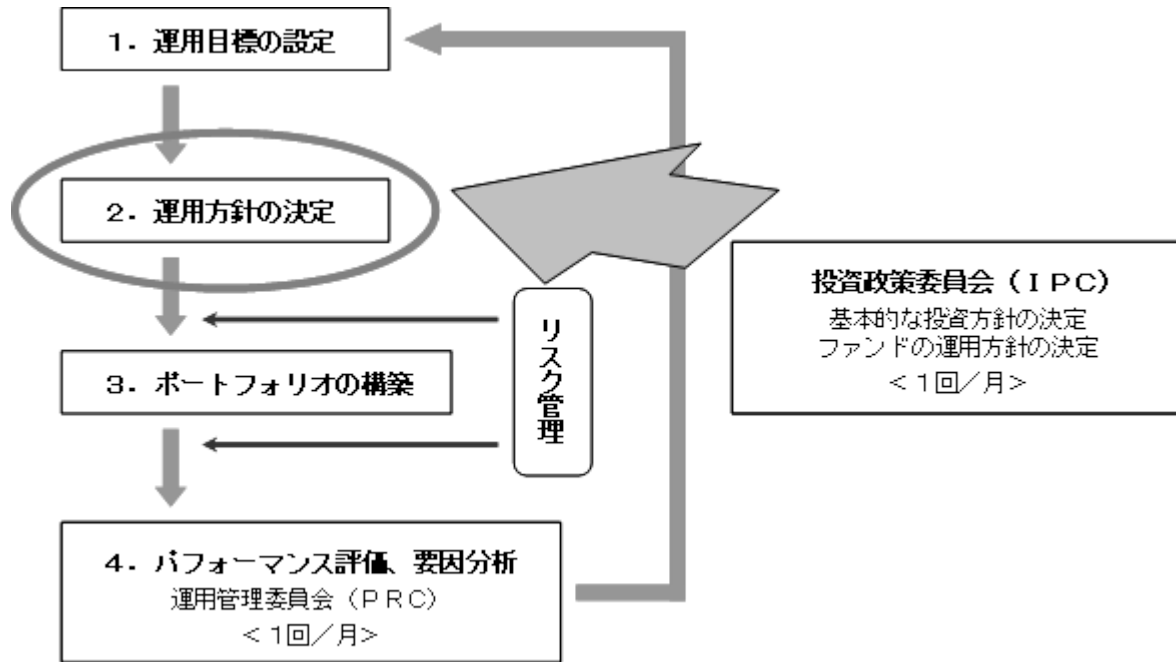 １．運用目標の設定
２．運用方針の決定
投資政策委員会（ＩＰＣ）
基本的な投資方針の決定
ファンドの運用方針の決定
＜１回／月＞
リスク管理
３．ポートフォリオの構築
４．パフォーマンス評価、要因分析
運用管理委員会（ＰＲＣ）
＜１回／月＞